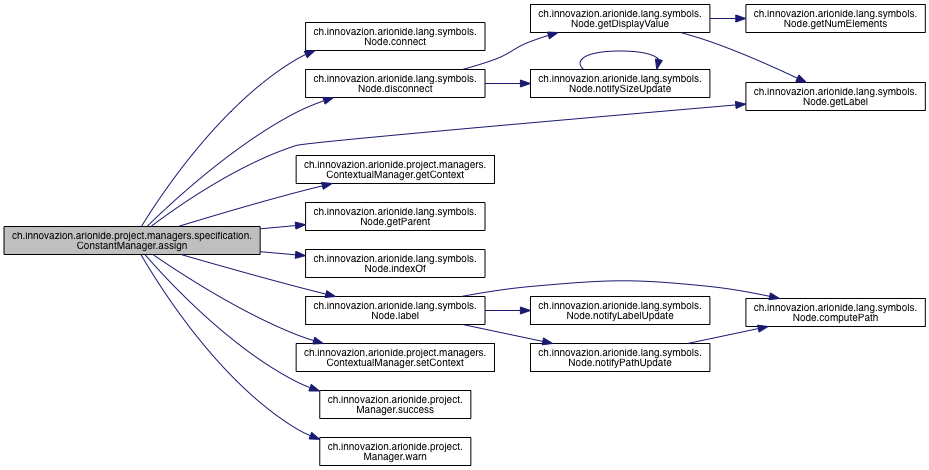 ch.innovazion.arionide.project.managers.specification.
ConstantManager.assign
ch.innovazion.arionide.lang.symbols.
Node.connect
ch.innovazion.arionide.lang.symbols.
Node.disconnect
ch.innovazion.arionide.lang.symbols.
Node.getDisplayValue
ch.innovazion.arionide.lang.symbols.
Node.getNumElements
ch.innovazion.arionide.lang.symbols.
Node.notifySizeUpdate
ch.innovazion.arionide.lang.symbols.
Node.getLabel
ch.innovazion.arionide.project.managers.
ContextualManager.getContext
ch.innovazion.arionide.lang.symbols.
Node.getParent
ch.innovazion.arionide.lang.symbols.
Node.indexOf
ch.innovazion.arionide.lang.symbols.
Node.label
ch.innovazion.arionide.lang.symbols.
Node.notifyLabelUpdate
ch.innovazion.arionide.lang.symbols.
Node.computePath
ch.innovazion.arionide.lang.symbols.
Node.notifyPathUpdate
ch.innovazion.arionide.project.managers.
ContextualManager.setContext
ch.innovazion.arionide.project.
Manager.success
ch.innovazion.arionide.project.
Manager.warn